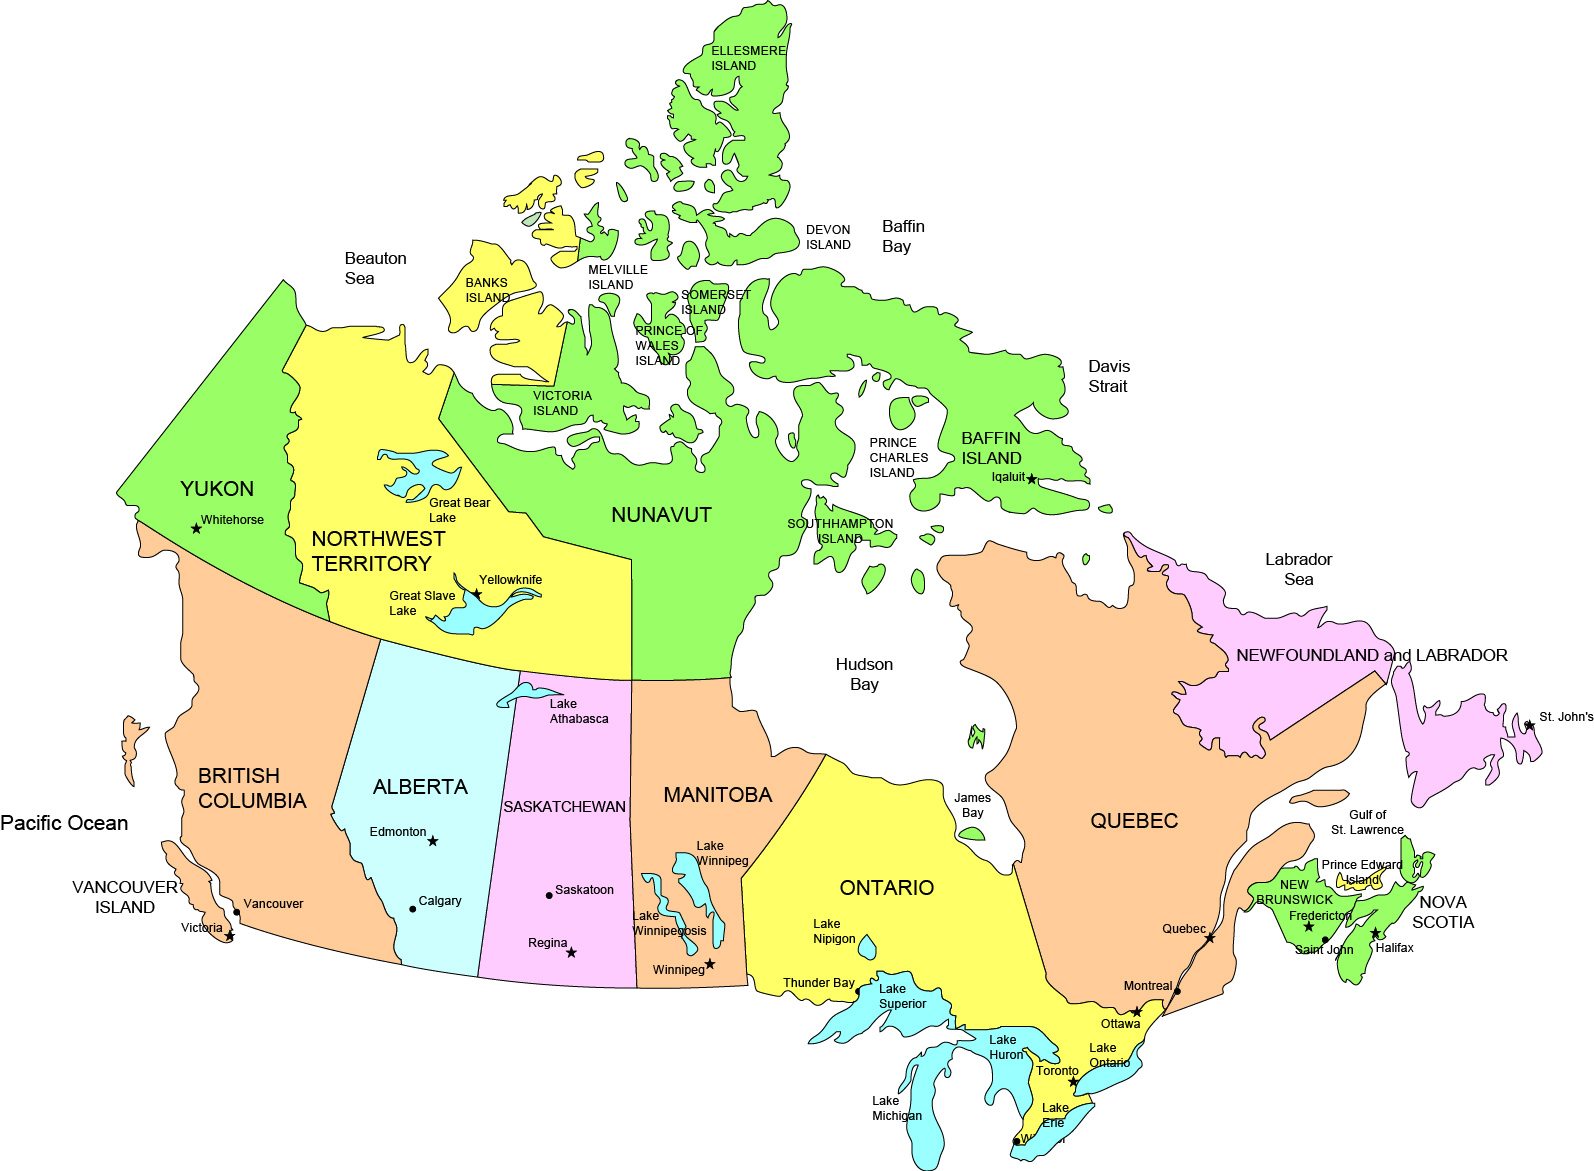 ELLESMERE
ISLAND
DEVON
ISLAND
Baffin
Bay
Beauton
Sea
MELVILLE
ISLAND
BANKS
ISLAND
SOMERSET
ISLAND
PRINCE OF
WALES
ISLAND
Davis
Strait
VICTORIA
ISLAND
PRINCE
CHARLES
ISLAND
BAFFIN
ISLAND
Iqaluit
YUKON
Whitehorse
Great Bear
Lake
NUNAVUT
SOUTHHAMPTON
ISLAND
NORTHWEST
TERRITORY
Yellowknife
Great Slave
Lake
Labrador
Sea
Hudson
Bay
NEWFOUNDLAND and LABRADOR
Lake
Athabasca
St. John's
BRITISH
COLUMBIA
ALBERTA
SASKATCHEWAN
MANITOBA
James
Bay
QUEBEC
Gulf of
St. Lawrence
Pacific Ocean
Edmonton
Lake
Winnipeg
Prince Edward
Island
VANCOUVER
ISLAND
Vancouver
Victoria
Calgary
Saskatoon
ONTARIO
NEW
BRUNSWICK
Fredericton
NOVA
SCOTIA
Lake
Winnipegosis
Regina
Winnipeg
Lake
Nipigon
Quebec
Saint John
Halifax
Thunder Bay
Lake
Superior
Montreal
Ottawa
Lake
Huron
Lake
Ontario
Toronto
Lake
Michigan
Lake
Erie